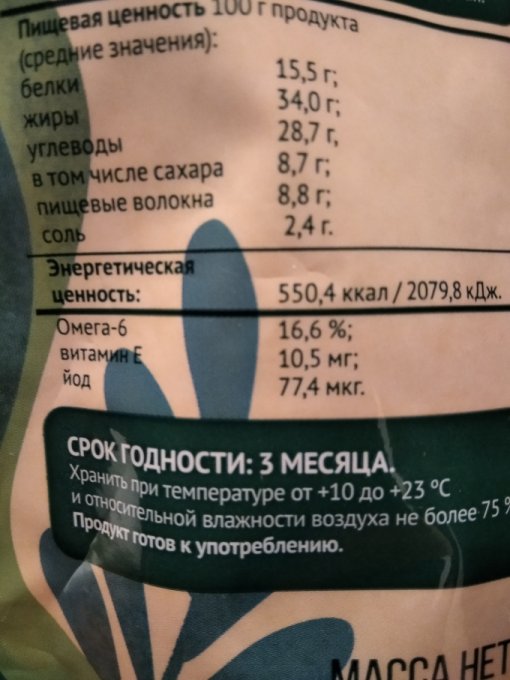 Пищевая ценность 100 г продукта
(средние значения):
белки 15,5 г;
жиры 34,0 г;
углеводы 28,7 г,
в том числе сахара 8,7 г;
пищевые волокна 8,8 г;
соль 2,4 г.
Энергетическая
ценность: 550,4 ккал / 2079,8 кДж.
Омега-6 16,6 %;
витамин Е 10,5 мг;
йод 77,4 мкг.
СРОК ГОДНОСТИ: 3 МЕСЯЦА.
Хранить при температуре от +10 до +23 °С
и относительной влажности воздуха не более 75 %
Продукт готов к употреблению.
МАССА НЕТ